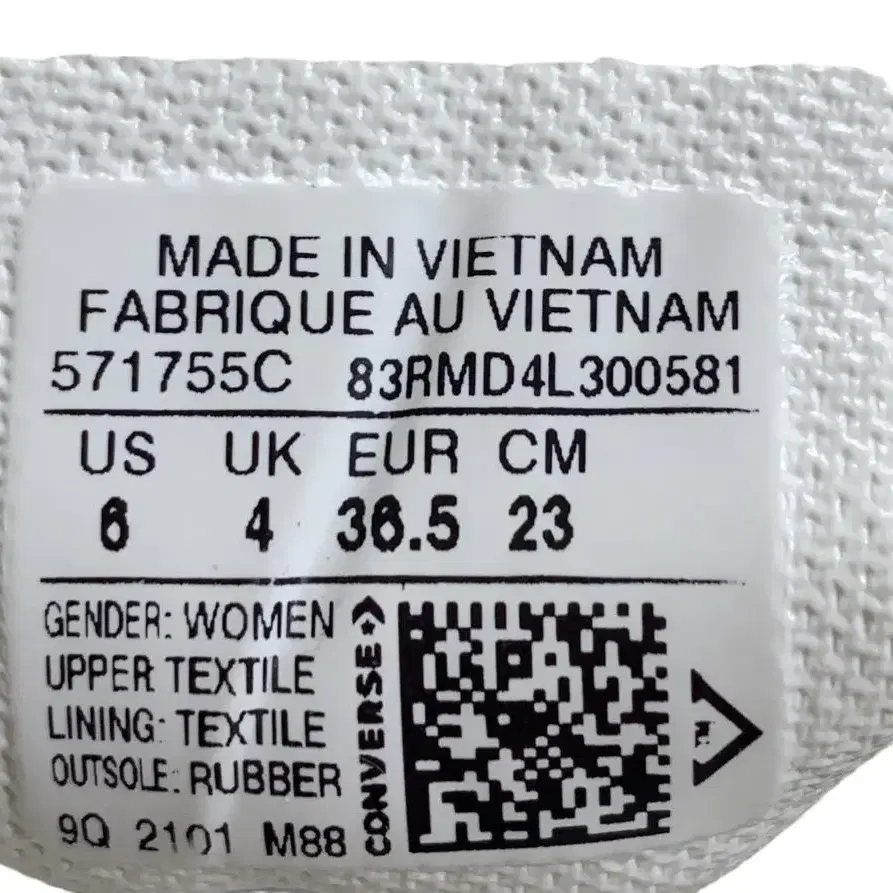 MADE IN VIETNAM
FABRIQUE AU VIETNAM
571755C 83RMD4L300581
US UK EUR CM
6 4 36.5 23
GENDER: WOMEN
UPPER TEXTILE
LINING: TEXTILE
OUTSOLE: RUBBER
9Q 2101 M88
CONVERSE